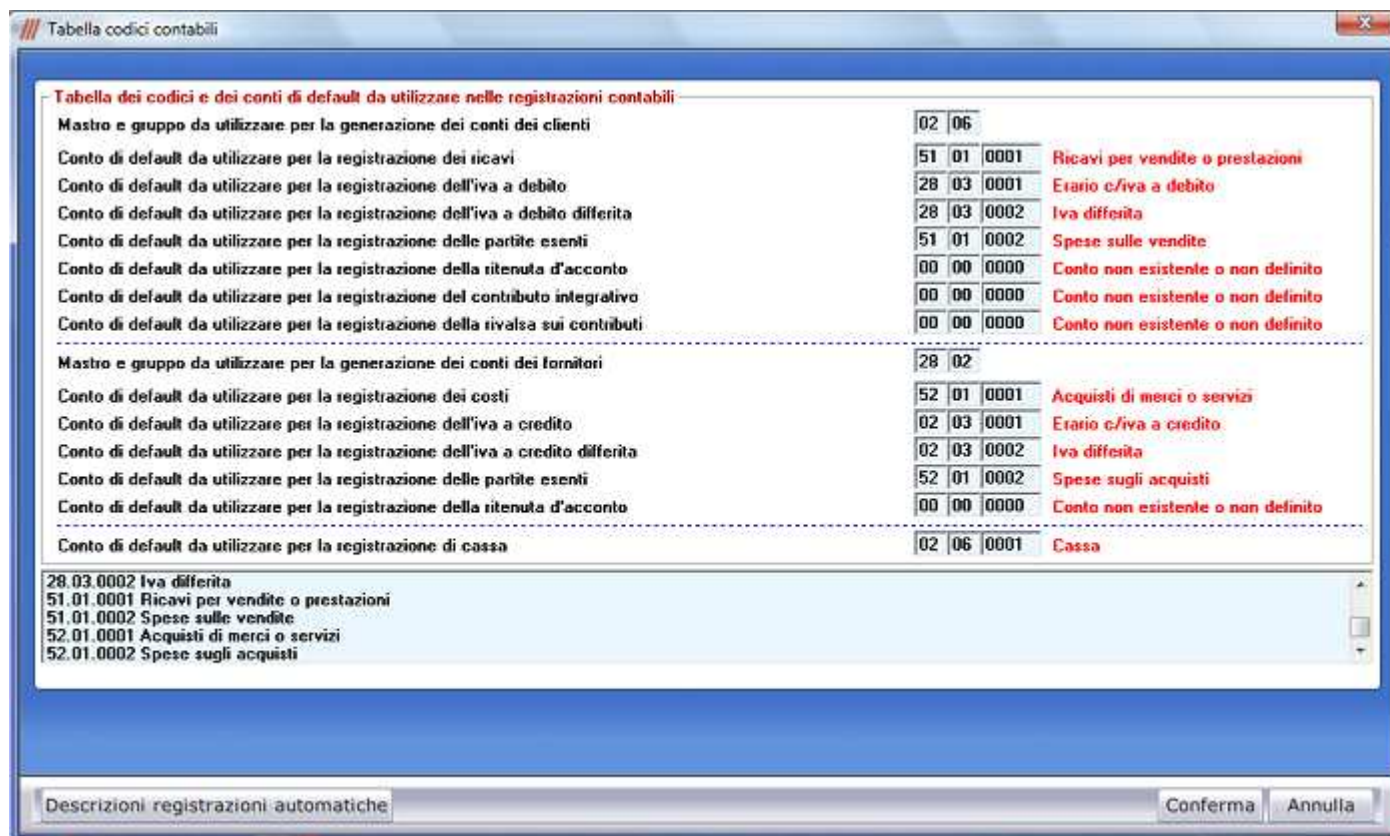 Tabella codici contabili
Tabella dei codici e dei conti di default da utilizzare nelle registrazioni contabili
Mastro e gruppo da utilizzare per la generazione dei conti dei clienti 02 06
Conto di default da utilizzare per la registrazione dei ricavi 51 01 0001 Ricavi per vendite o prestazioni
Conto di default da utilizzare per la registrazione dell'iva a debito 28 03 0001 Erario c/iva a debito
Conto di default da utilizzare per la registrazione dell'iva a debito differita 28 03 0002 Iva differita
Conto di default da utilizzare per la registrazione delle partite esenti 51 01 0002 Spese sulle vendite
Conto di default da utilizzare per la registrazione della ritenuta d'acconto 00 00 0000 Conto non esistente o non definito
Conto di default da utilizzare per la registrazione del contributo integrativo 00 00 0000 Conto non esistente o non definito
Conto di default da utilizzare per la registrazione della rivalsa sui contributi 00 00 0000 Conto non esistente o non definito
Mastro e gruppo da utilizzare per la generazione dei conti dei fornitori 28 02
Conto di default da utilizzare per la registrazione dei costi 52 01 0001 Acquisti di merci o servizi
Conto di default da utilizzare per la registrazione dell'iva a credito 02 03 0001 Erario c/iva a credito
Conto di default da utilizzare per la registrazione dell'iva a credito differita 02 03 0002 Iva differita
Conto di default da utilizzare per la registrazione delle partite esenti 52 01 0002 Spese sugli acquisti
Conto di default da utilizzare per la registrazione della ritenuta d'acconto 00 00 0000 Conto non esistente o non definito
Conto di default da utilizzare per la registrazione di cassa 02 06 0001 Cassa
28.03.0002 Iva differita
51.01.0001 Ricavi per vendite o prestazioni
51.01.0002 Spese sulle vendite
52.01.0001 Acquisti di merci o servizi
52.01.0002 Spese sugli acquisti
Descrizioni registrazioni automatiche Conferma Annulla